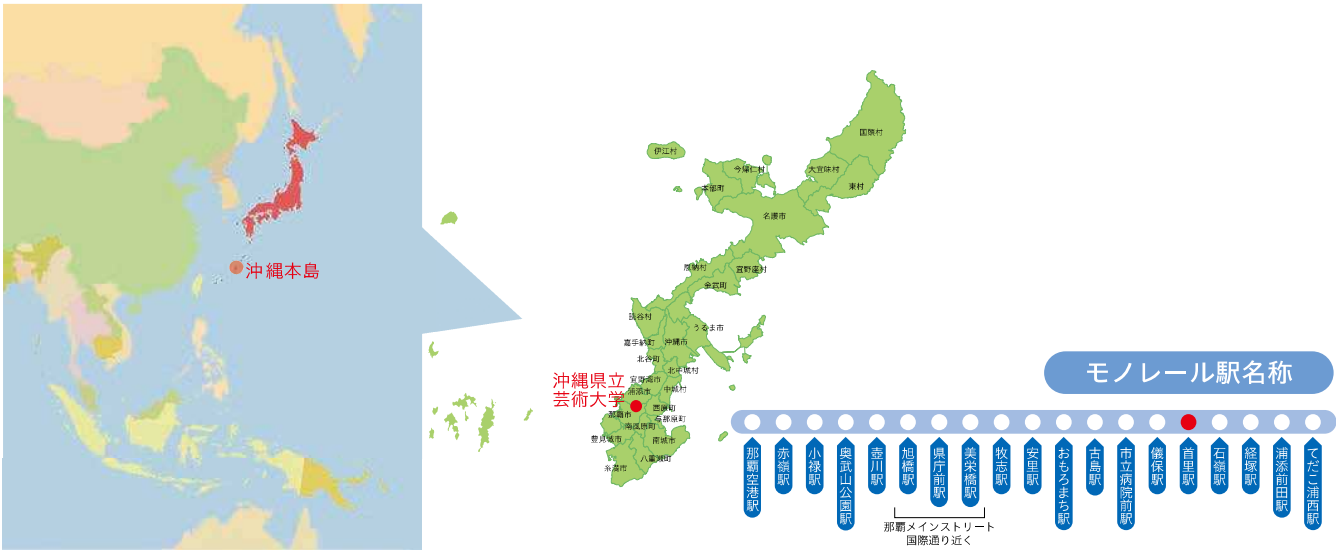 沖縄本島
伊江村
国頭村
今帰仁村
大宜味村
本部町
東村
名護市
恩納村
宜野座村
金武町
読谷村
うるま市
嘉手納町
沖縄市
北谷町
北中城村
宜野湾市
中城村
浦添市
沖縄県立
芸術大学
西原町
那覇市
与那原町
南風原町
豊見城市
南城市
八重瀬町
糸満市
モノレール駅名称
那覇空港駅
赤嶺駅
小禄駅
奥武山公園駅
壺川駅
旭橋駅
県庁前駅
美栄橋駅
牧志駅
安里駅
おもろまち駅
古島駅
市立病院前駅
儀保駅
首里駅
石嶺駅
経塚駅
浦添前田駅
てだこ浦西駅
那覇メインストリート
国際通り近く